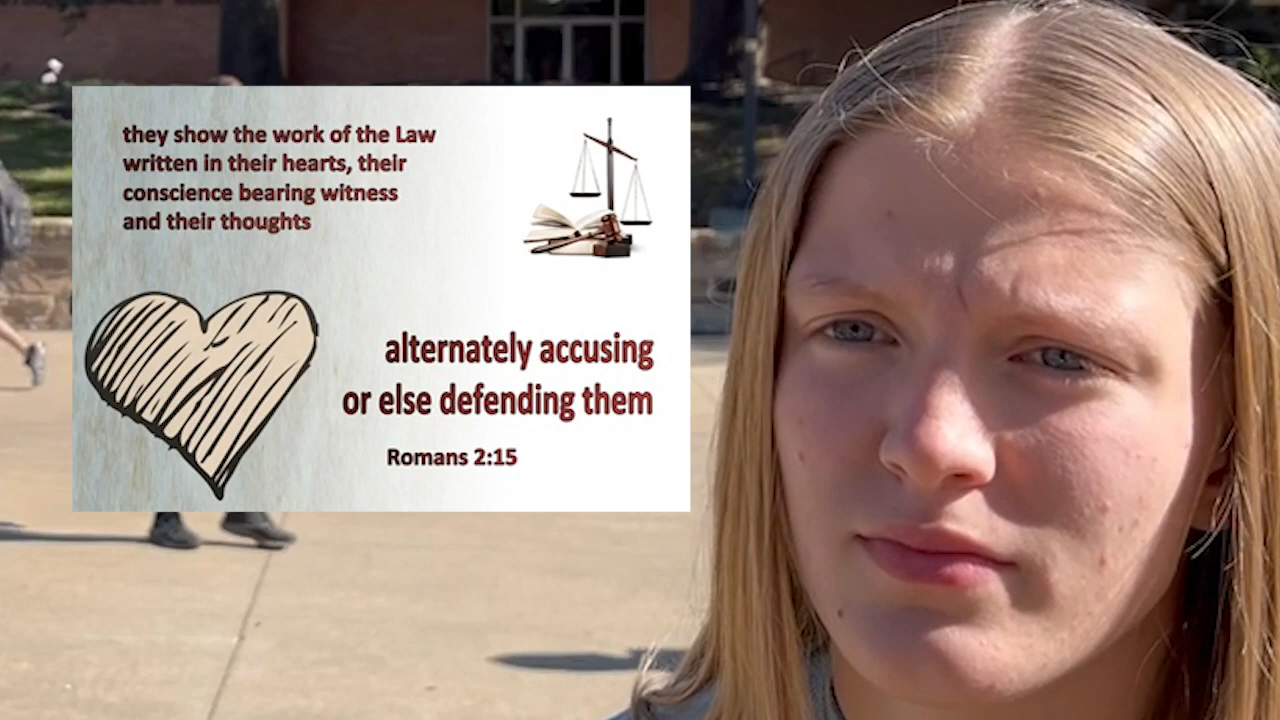 they show the work of the Law
written in their hearts, their
conscience bearing witness
and their thoughts
alternately accusing
or else defending them
Romans 2:15